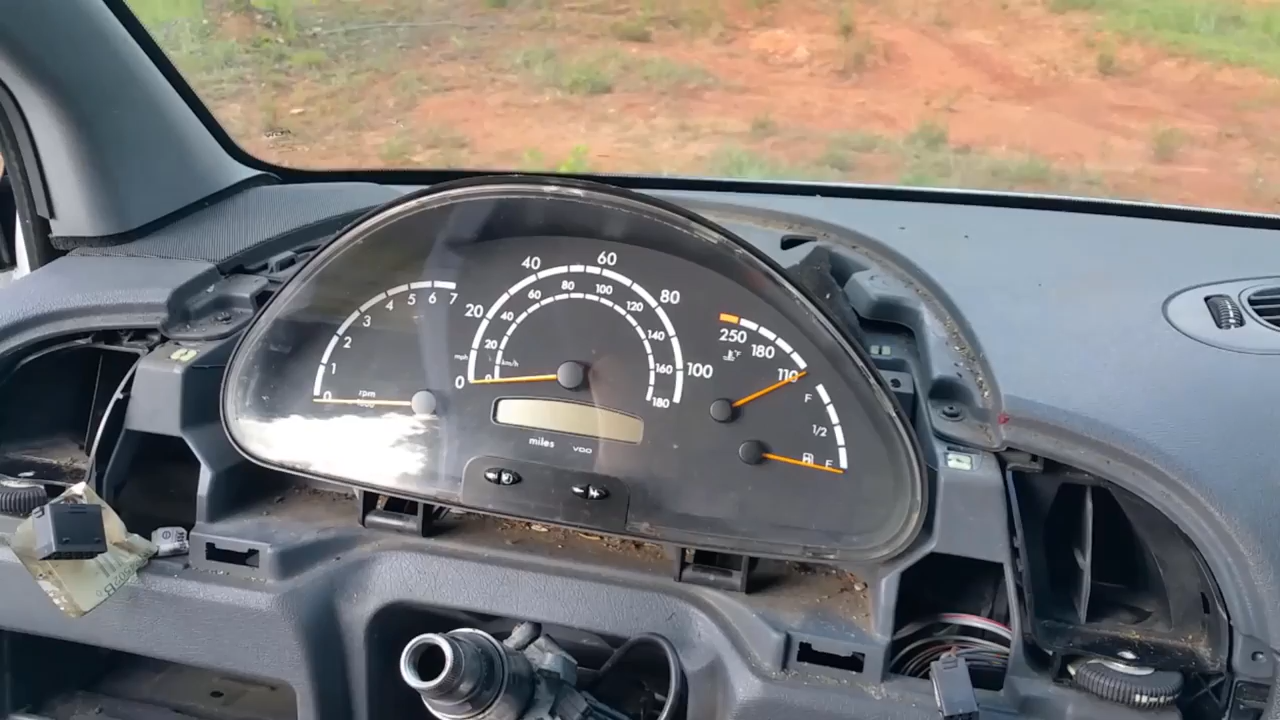 0 1 2 3 4 5 6 7
rpm
mph
0 20 40 60 80 100
km/h
0 20 40 60 80 100 120 140 160 180
miles
VDO
250 180 110
°F
F
1/2
E